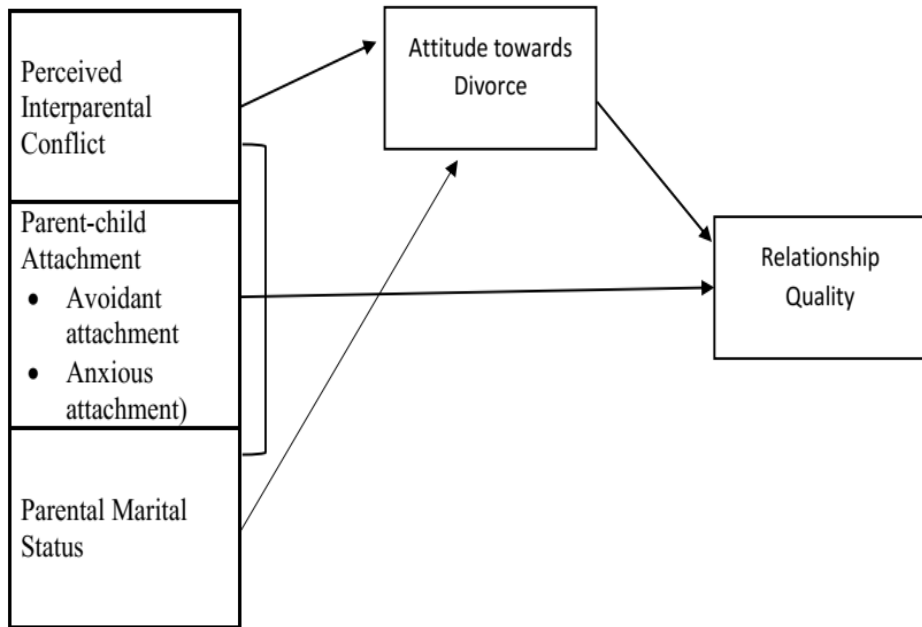 Perceived
Interparental
Conflict
Parent-child
Attachment
• Avoidant
attachment
• Anxious
attachment)
Parental Marital
Status
Attitude towards
Divorce
Relationship
Quality